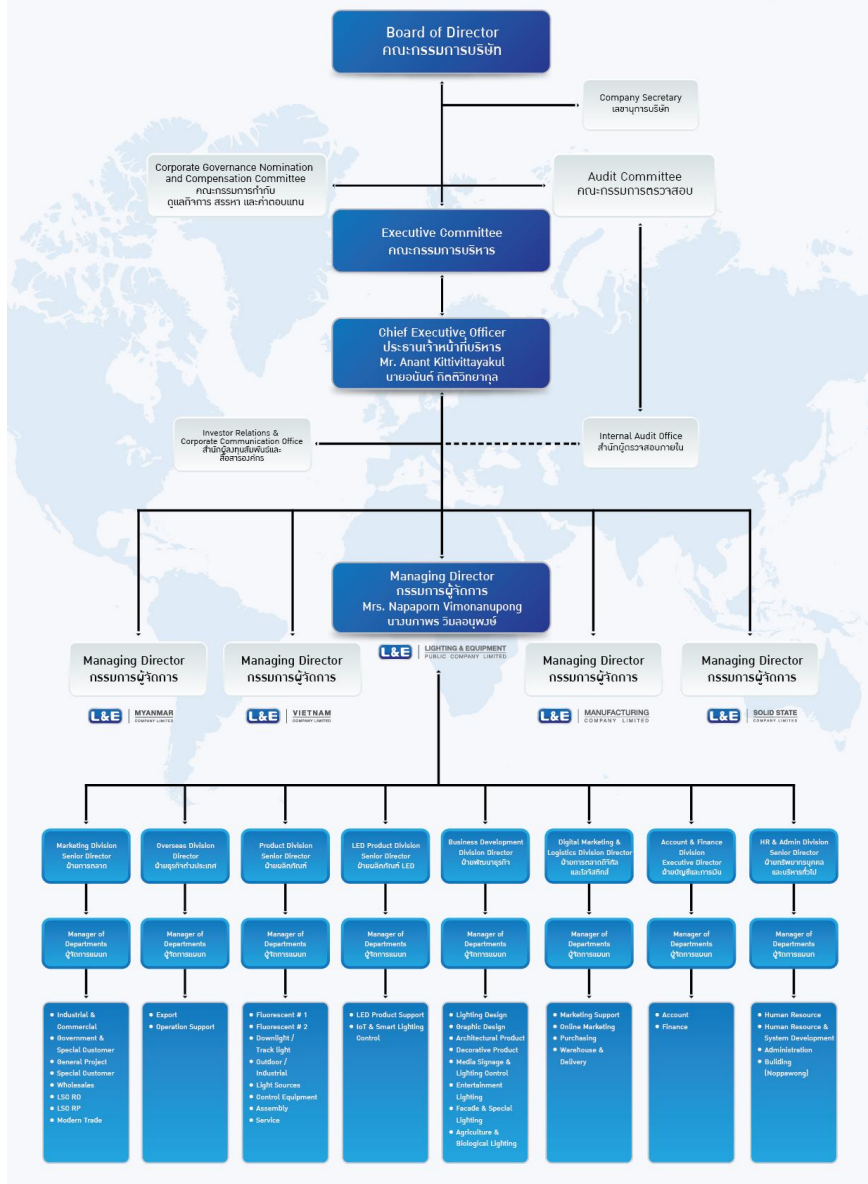 Board of Director
คณะกรรมการบริษัท
Company Secretary
เลขานุการบริษัท
Corporate Governance Nomination
and Compensation Committee
คณะกรรมการกำกับ
ดูแลกิจการ สรรหา และค่าตอบแทน
Audit Committee
คณะกรรมการตรวจสอบ
Executive Committee
คณะกรรมการบริหาร
Chief Executive Officer
ประธานเจ้าหน้าที่บริหาร
Mr. Anant Kittivittayakul
นายอนันต์ กิตติวิทยากุล
Investor Relations &
Corporate Communication Office
สำนักผู้ลงทุนสัมพันธ์และ
สื่อสารองค์กร
Internal Audit Office
สำนักผู้ตรวจสอบภายใน
Managing Director
กรรมการผู้จัดการ
Mrs. Napaporn Vimonanupong
นางนภาพร วิมลอนุพงษ์
L&E LIGHTING & EQUIPMENT
PUBLIC COMPANY LIMITED
Managing Director
กรรมการผู้จัดการ
L&E MYANMAR
COMPANY LIMITED
Managing Director
กรรมการผู้จัดการ
L&E VIETNAM
COMPANY LIMITED
Managing Director
กรรมการผู้จัดการ
L&E MANUFACTURING
COMPANY LIMITED
Managing Director
กรรมการผู้จัดการ
L&E SOLID STATE
COMPANY LIMITED
Marketing Division
Senior Director
ฝ่ายการตลาด
Overseas Division
Director
ฝ่ายธุรกิจต่างประเทศ
Product Division
Senior Director
ฝ่ายผลิตภัณฑ์
LED Product Division
Senior Director
ฝ่ายผลิตภัณฑ์ LED
Business Development
Division Director
ฝ่ายพัฒนาธุรกิจ
Digital Marketing &
Logistics Division Director
ฝ่ายการตลาดดิจิทัล
และโลจิสติกส์
Account & Finance
Division
Executive Director
ฝ่ายบัญชีและการเงิน
HR & Admin Division
Senior Director
ฝ่ายทรัพยากรบุคคล
และบริหารทั่วไป
Manager of
Departments
ผู้จัดการแผนก
Manager of
Departments
ผู้จัดการแผนก
Manager of
Departments
ผู้จัดการแผนก
Manager of
Departments
ผู้จัดการแผนก
Manager of
Departments
ผู้จัดการแผนก
Manager of
Departments
ผู้จัดการแผนก
Manager of
Departments
ผู้จัดการแผนก
Manager of
Departments
ผู้จัดการแผนก
• Industrial &
Commercial
• Government &
Special Customer
• General Project
• Special Customer
• Wholesales
• LSO RO
• LSO RP
• Modern Trade
• Export
• Operation Support
• Fluorescent # 1
• Fluorescent # 2
• Downlight /
Track light
• Outdoor /
Industrial
• Light Sources
• Control Equipment
• Assembly
• Service
• LED Product Support
• IoT & Smart Lighting
Control
• Lighting Design
• Graphic Design
• Architectural Product
• Decorative Product
• Media Signage &
Lighting Control
• Entertainment
Lighting
• Facade & Special
Lighting
• Agriculture &
Biological Lighting
• Marketing Support
• Online Marketing
• Purchasing
• Warehouse &
Delivery
• Account
• Finance
• Human Resource
• Human Resource &
System Development
• Administration
• Building
(Noppawong)